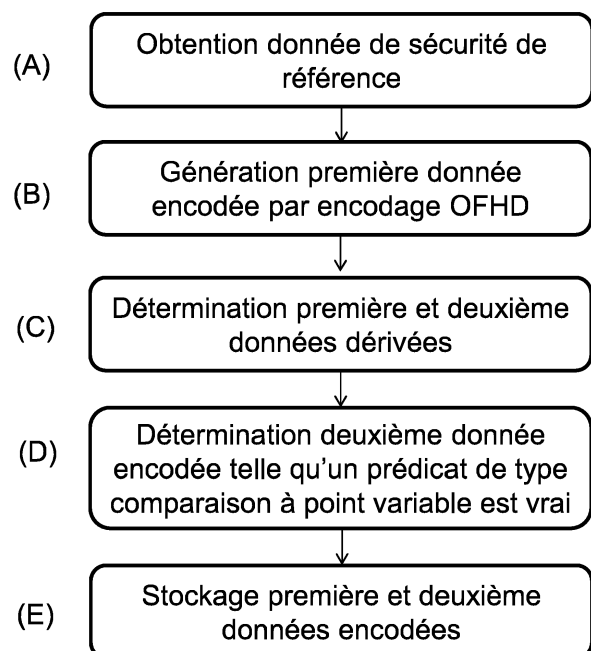 (A)
Obtention donnée de sécurité de
référence
(B)
Génération première donnée
encodée par encodage OFHD
(C)
Détermination première et deuxième
données dérivées
(D)
Détermination deuxième donnée
encodée telle qu'un prédicat de type
comparaison à point variable est vrai
(E)
Stockage première et deuxième
données encodées